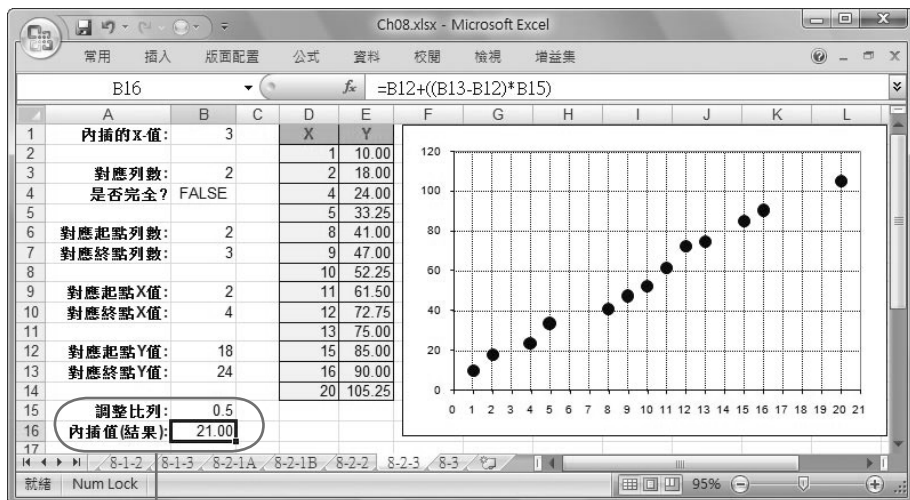 Ch08.xlsx - Microsoft Excel
常用 插入 版面配置 公式 資料 校閱 檢視 增益集
B16 fx =B12+((B13-B12)*B15)
A B C D E F G H I J K L
1 內插的X-值: 3 X Y
2 1 10.00
3 對應列數: 2 2 18.00
4 是否完全? FALSE 4 24.00
5 5 33.25
6 對應起點列數: 2 8 41.00
7 對應終點列數: 3 9 47.00
8 10 52.25
9 對應起點X值: 2 11 61.50
10 對應終點X值: 4 12 72.75
11 13 75.00
12 對應起點Y值: 18 15 85.00
13 對應終點Y值: 24 16 90.00
14 20 105.25
15 調整比列: 0.5
16 內插值(結果): 21.00
17
120
100
80
60
40
20
0
0 1 2 3 4 5 6 7 8 9 10 11 12 13 14 15 16 17 18 19 20 21
8-1-2 8-1-3 8-2-1A 8-2-1B 8-2-2 8-2-3 8-3
就緒 Num Lock 95%